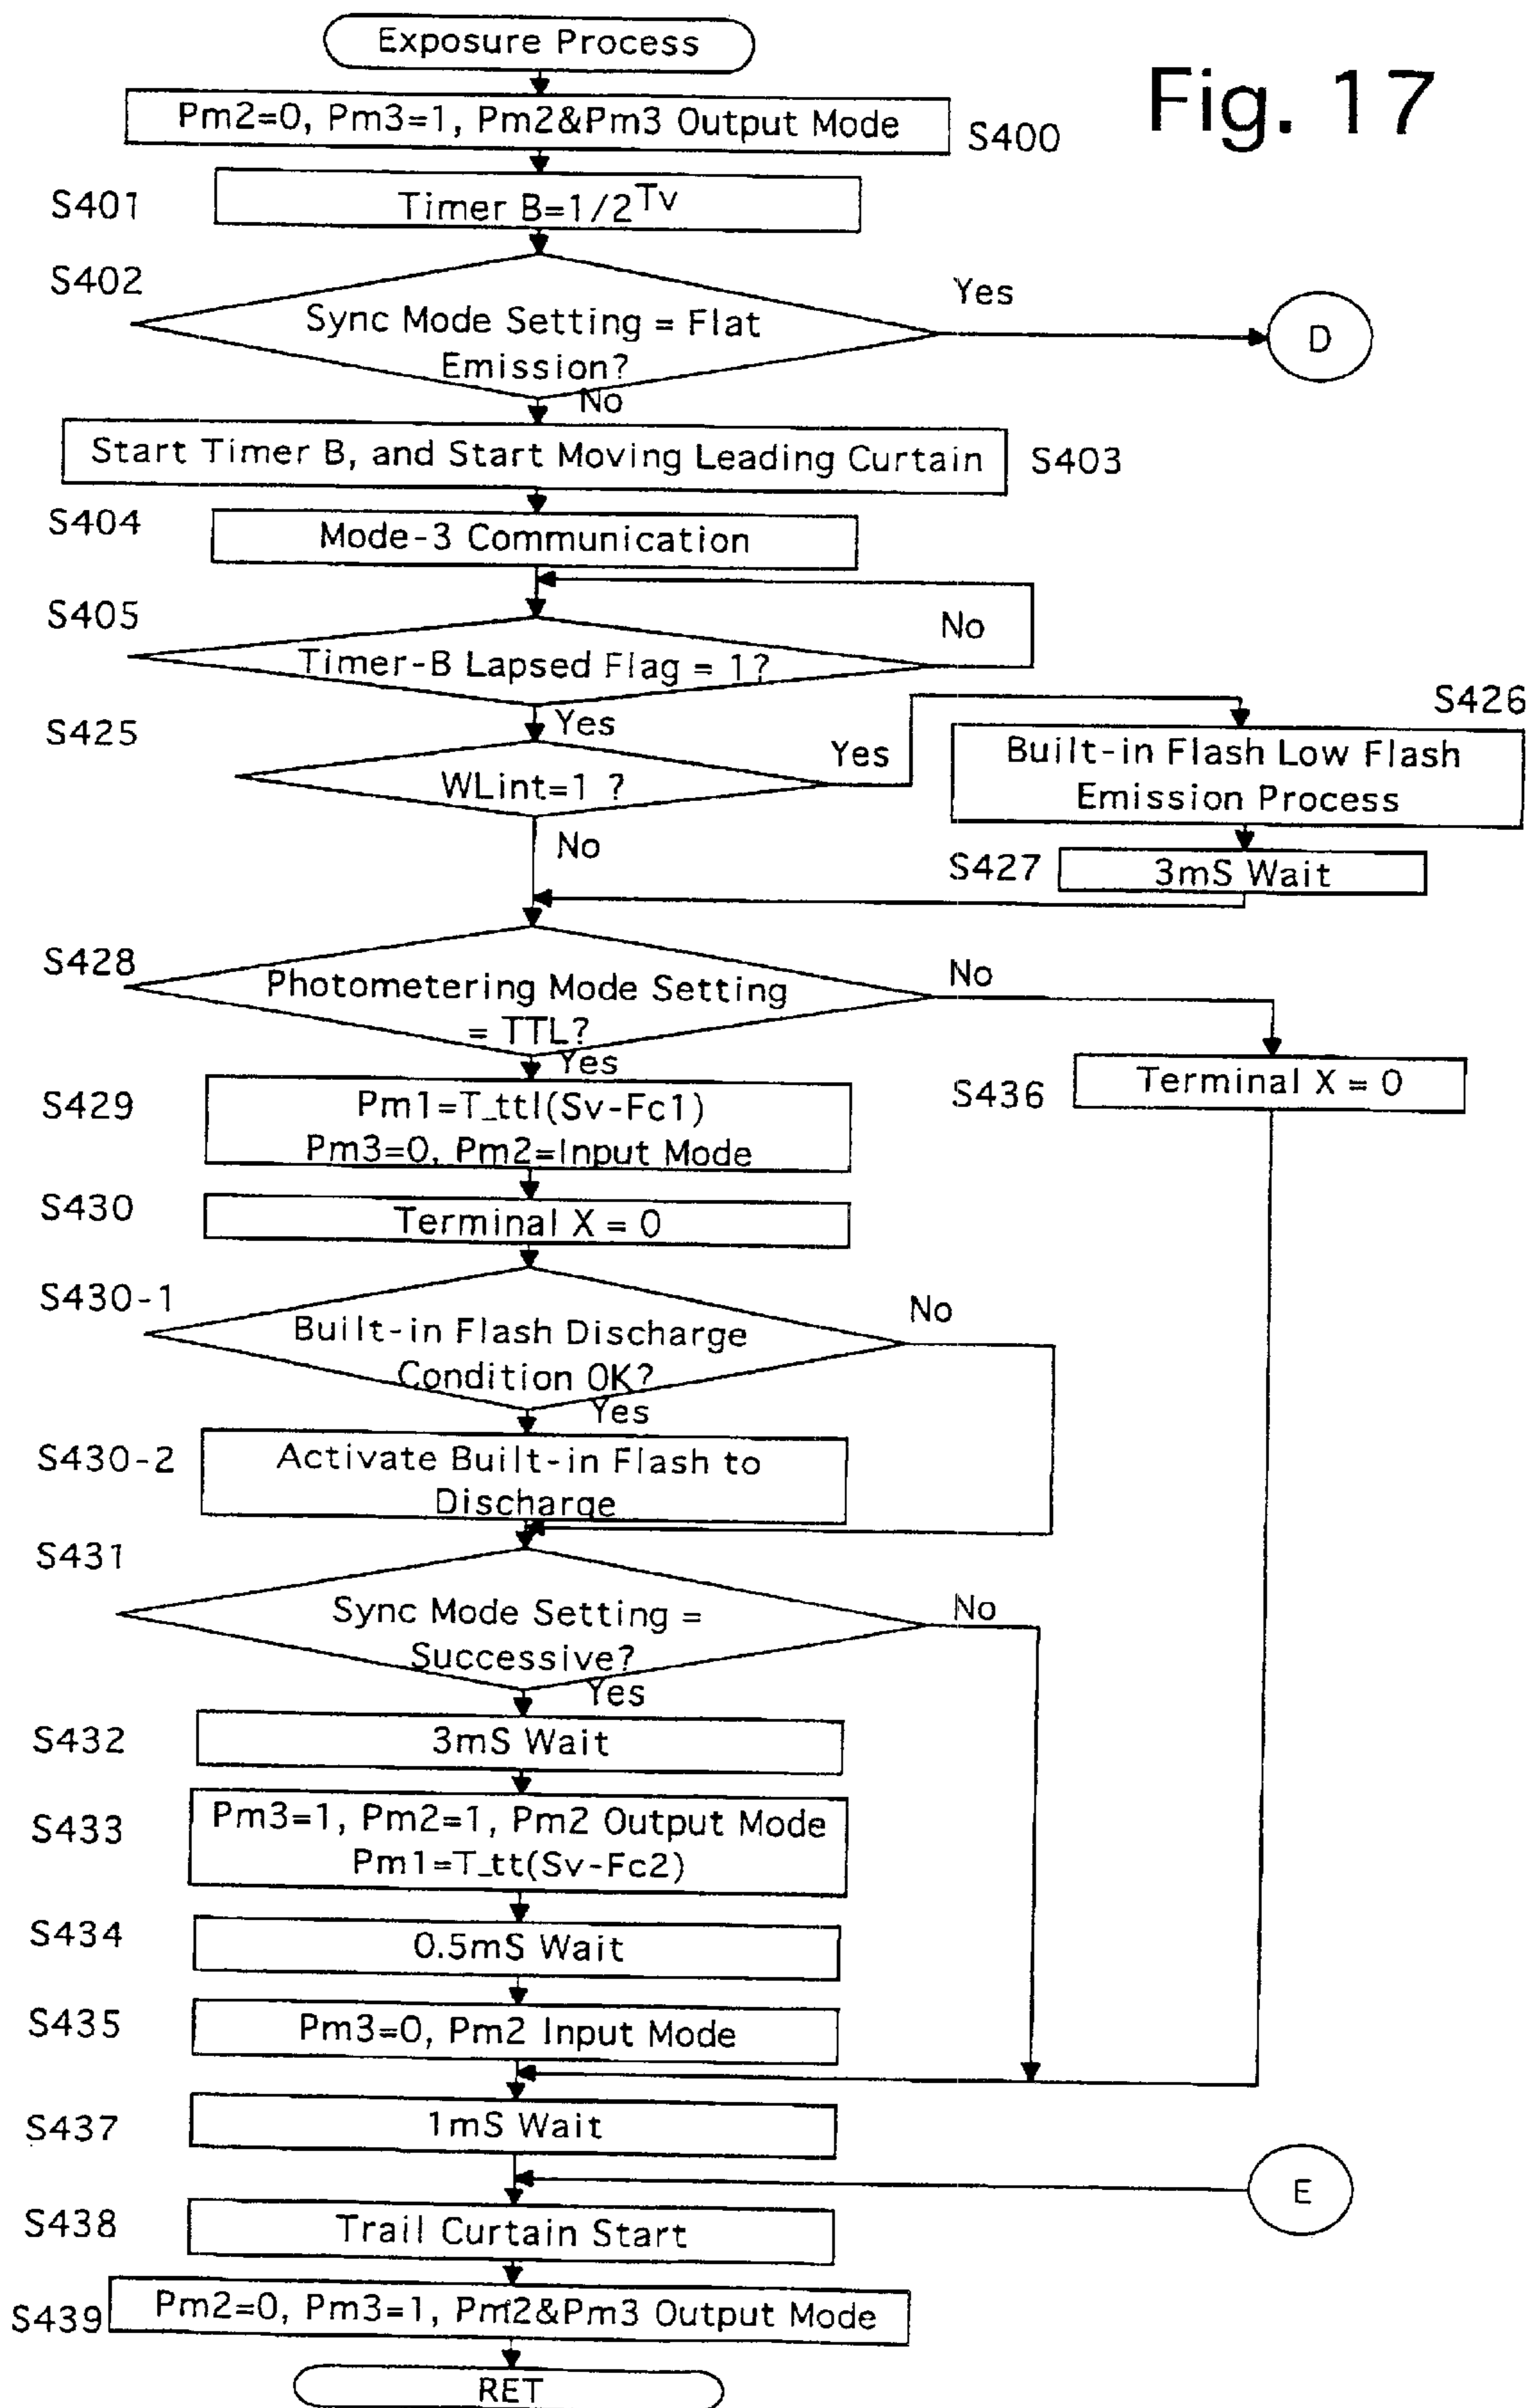 Exposure Process
Fig. 17
Pm2=0, Pm3=1, Pm2&Pm3 Output Mode
S400
S401
Timer B=1/2^Tv
S402
Sync Mode Setting = Flat
Emission?
Yes
D
No
Start Timer B, and Start Moving Leading Curtain
S403
S404
Mode-3 Communication
S405
Timer-B Lapsed Flag = 1?
No
Yes
S425
WLint=1 ?
Yes
S426
Built-in Flash Low Flash
Emission Process
No
S427
3mS Wait
S428
Photometering Mode Setting
= TTL?
No
Yes
S429
Pm1=T_ttl(Sv-Fc1)
Pm3=0, Pm2=Input Mode
S436
Terminal X = 0
S430
Terminal X = 0
S430-1
Built-in Flash Discharge
Condition OK?
No
Yes
S430-2
Activate Built-in Flash to
Discharge
S431
Sync Mode Setting =
Successive?
No
Yes
S432
3mS Wait
S433
Pm3=1, Pm2=1, Pm2 Output Mode
Pm1=T_tt(Sv-Fc2)
S434
0.5mS Wait
S435
Pm3=0, Pm2 Input Mode
S437
1mS Wait
E
S438
Trail Curtain Start
S439
Pm2=0, Pm3=1, Pm2&Pm3 Output Mode
RET